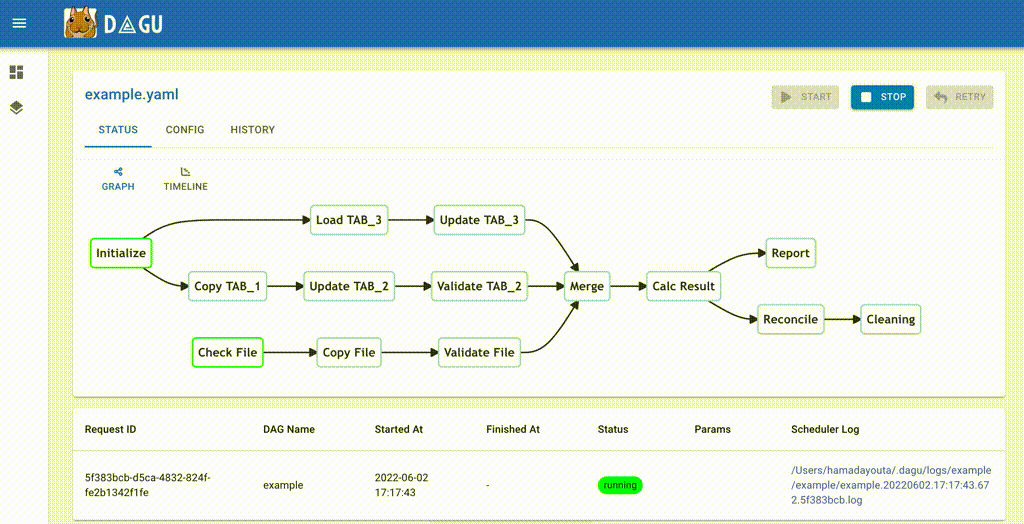 DAGU
example.yaml
START
STOP
RETRY
STATUS
CONFIG
HISTORY
GRAPH
TIMELINE
Load TAB_3
Update TAB_3
Initialize
Report
Copy TAB_1
Update TAB_2
Validate TAB_2
Merge
Calc Result
Reconcile
Cleaning
Check File
Copy File
Validate File
Request ID
DAG Name
Started At
Finished At
Status
Params
Scheduler Log
5f383bcb-d5ca-4832-824f-
fe2b1342f1fe
example
2022-06-02
17:17:43
-
running
/Users/hamadayouta/.dagu/logs/example
/example/example.20220602.17:17:43.67
2.5f383bcb.log